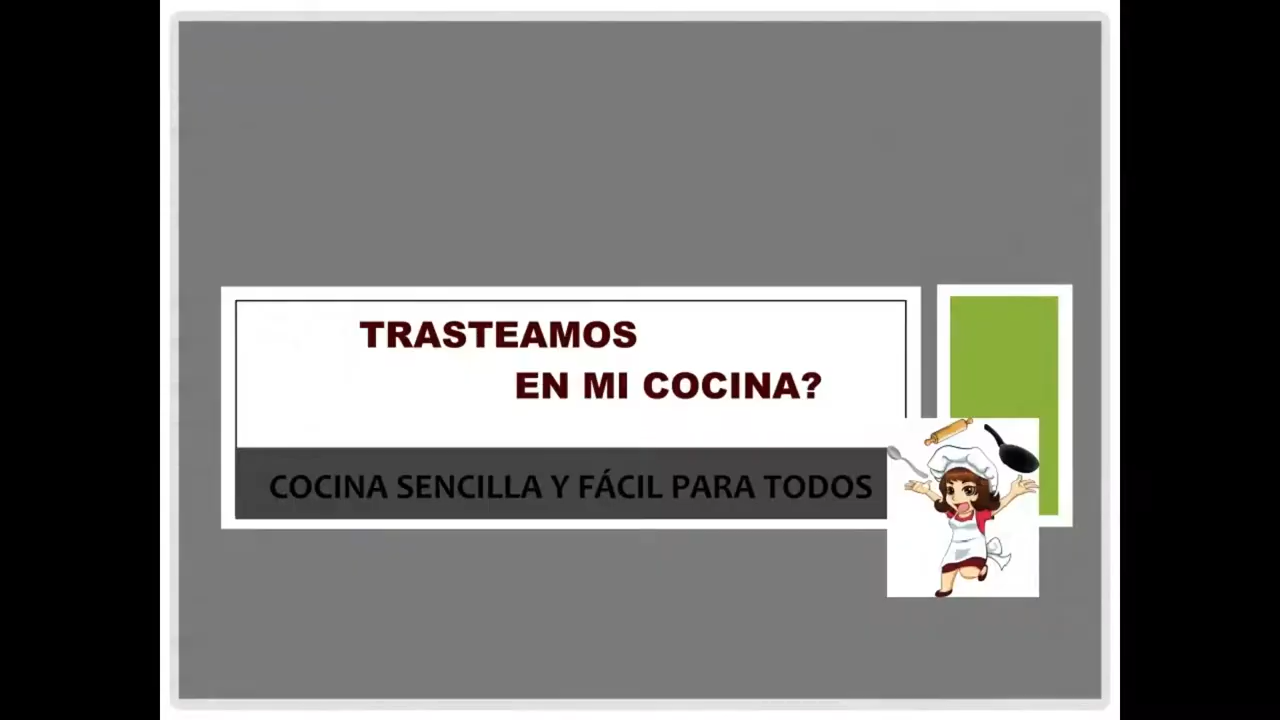 TRASTEAMOS
EN MI COCINA?
COCINA SENCILLA Y FÁCIL PARA TODOS